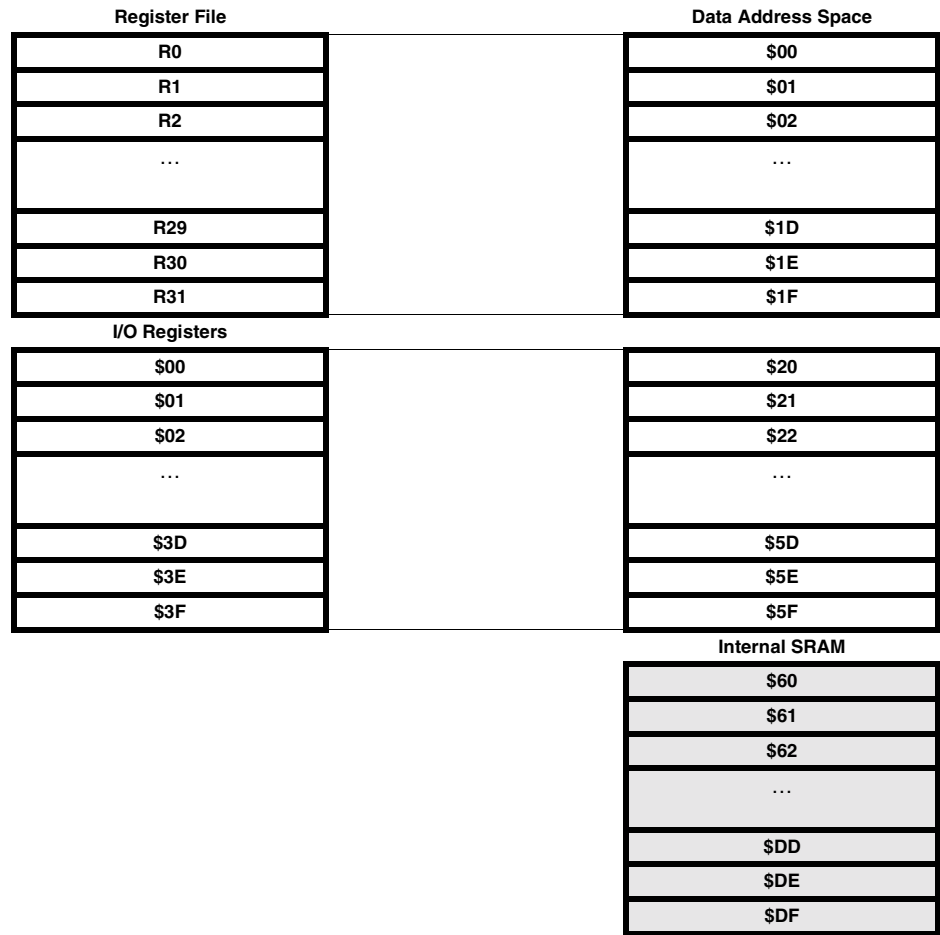 Register File Data Address Space
R0 $00
R1 $01
R2 $02
... ...
R29 $1D
R30 $1E
R31 $1F
I/O Registers
$00 $20
$01 $21
$02 $22
... ...
$3D $5D
$3E $5E
$3F $5F
Internal SRAM
$60
$61
$62
...
$DD
$DE
$DF